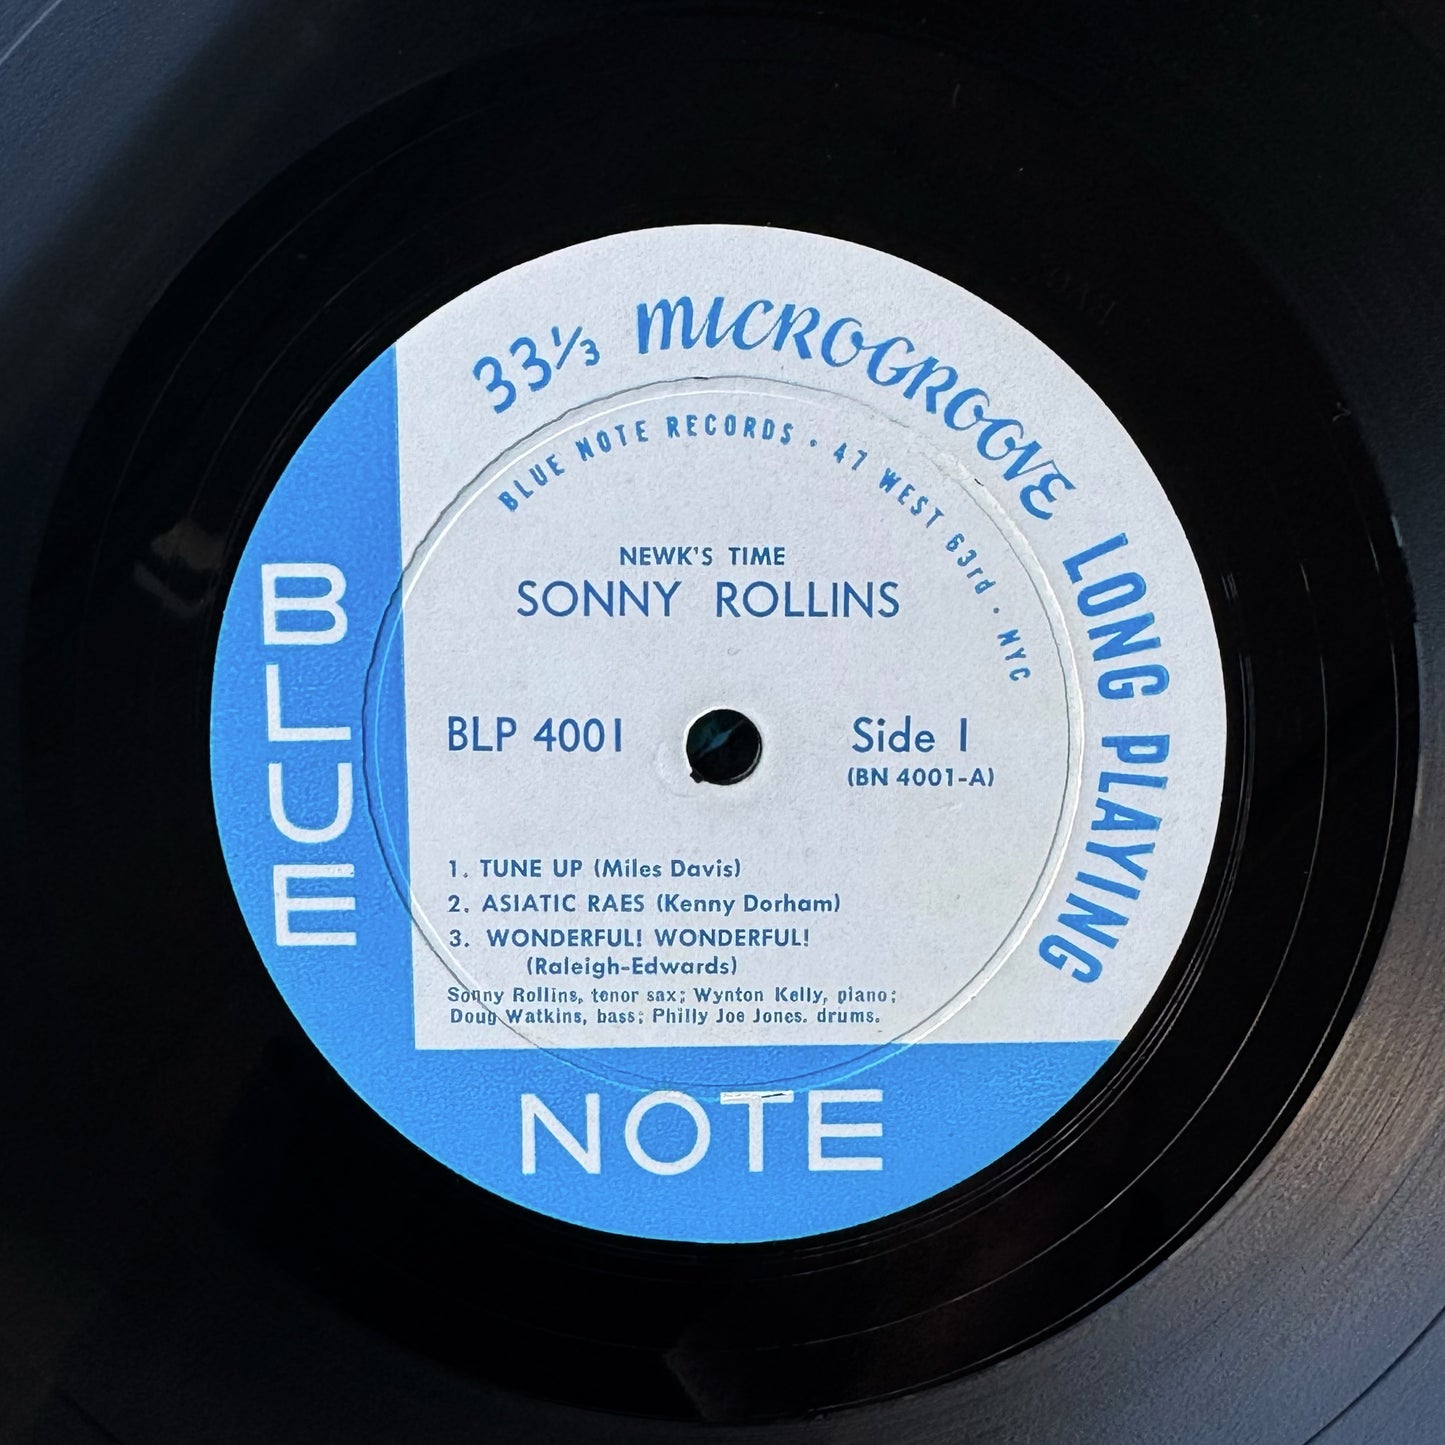 33⅓ MICROGROOVE LONG PLAYING
BLUE NOTE RECORDS • 47 WEST 63rd • NYC
NEWK'S TIME
SONNY ROLLINS
BLP 4001
Side 1
(BN 4001-A)
1. TUNE UP (Miles Davis)
2. ASIATIC RAES (Kenny Dorham)
3. WONDERFUL! WONDERFUL!
(Raleigh-Edwards)
Sonny Rollins, tenor sax; Wynton Kelly, piano;
Doug Watkins, bass; Philly Joe Jones. drums.
BLUE
NOTE